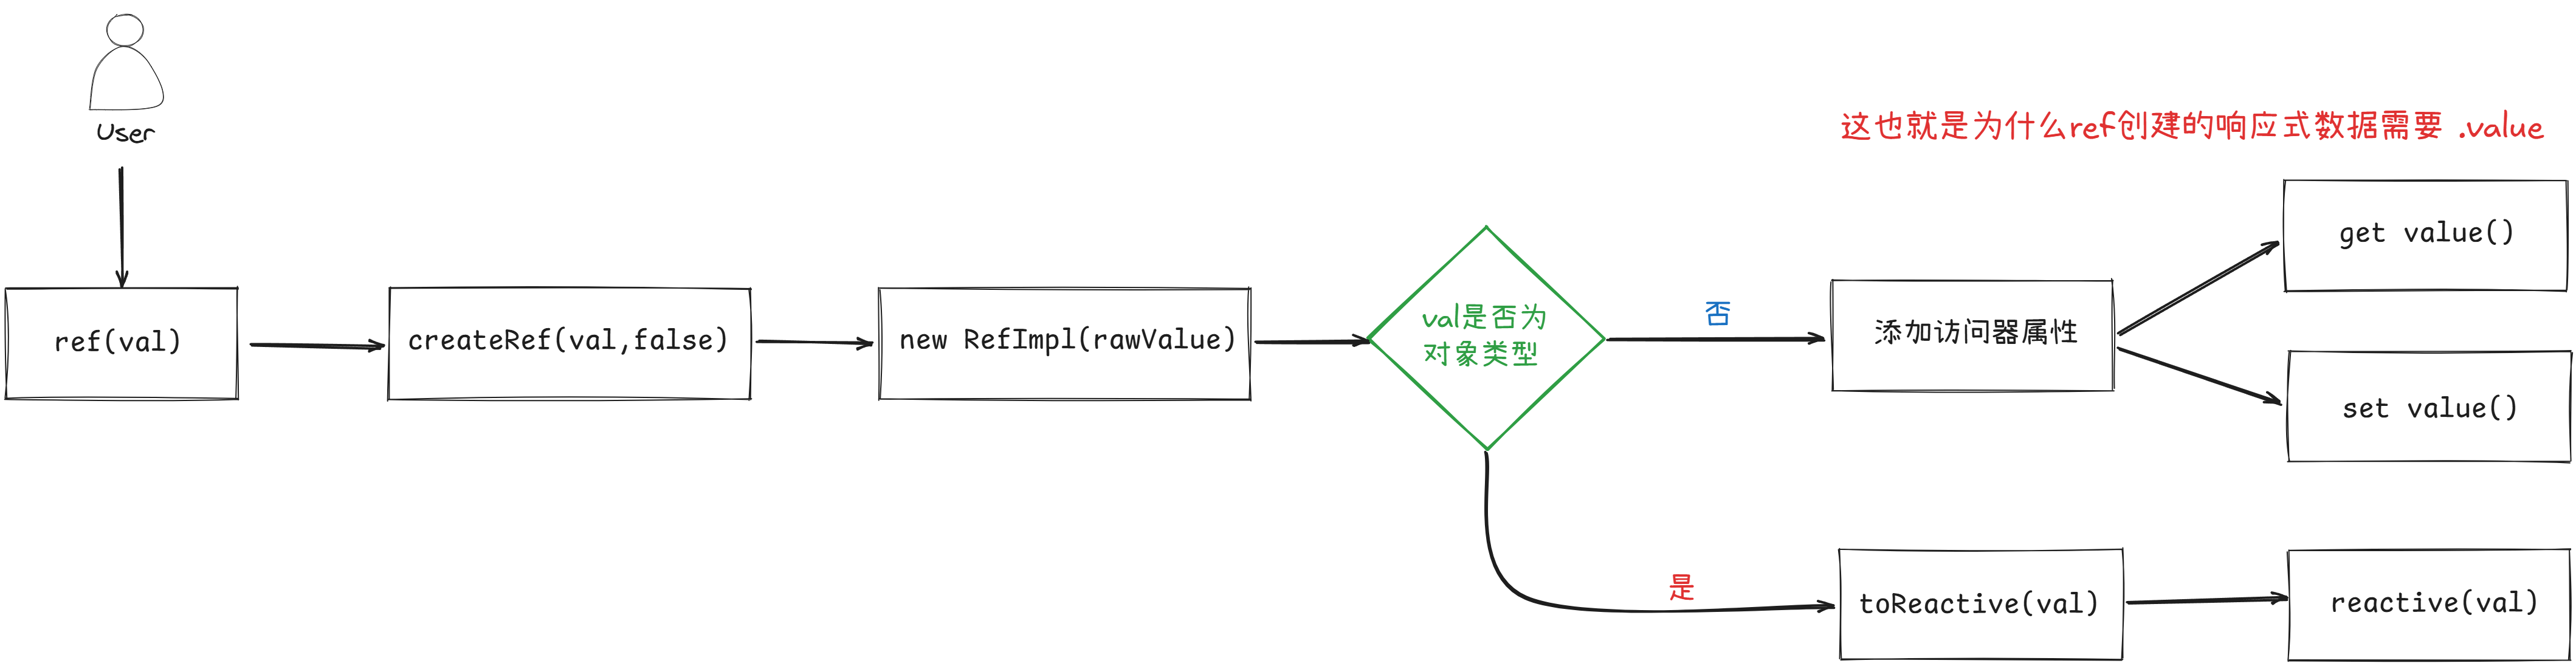 User
这也就是为什么ref创建的响应式数据需要 .value
ref(val)
createRef(val,false)
new RefImpl(rawValue)
val是否为
对象类型
否
添加访问器属性
get value()
set value()
是
toReactive(val)
reactive(val)